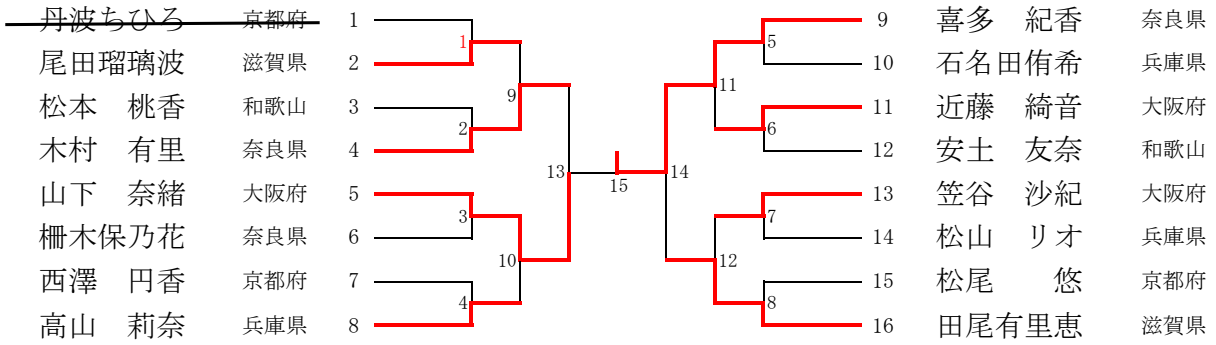 丹波ちひろ 京都府 1
尾田瑠璃波 滋賀県 2
松本 桃香 和歌山 3
木村 有里 奈良県 4
山下 奈緒 大阪府 5
柵木保乃花 奈良県 6
西澤 円香 京都府 7
高山 莉奈 兵庫県 8
1
2
3
4
9
10
13
15
14
11
12
5
6
7
8
9 喜多 紀香 奈良県
10 石名田侑希 兵庫県
11 近藤 綺音 大阪府
12 安土 友奈 和歌山
13 笠谷 沙紀 大阪府
14 松山 リオ 兵庫県
15 松尾 悠 京都府
16 田尾有里恵 滋賀県